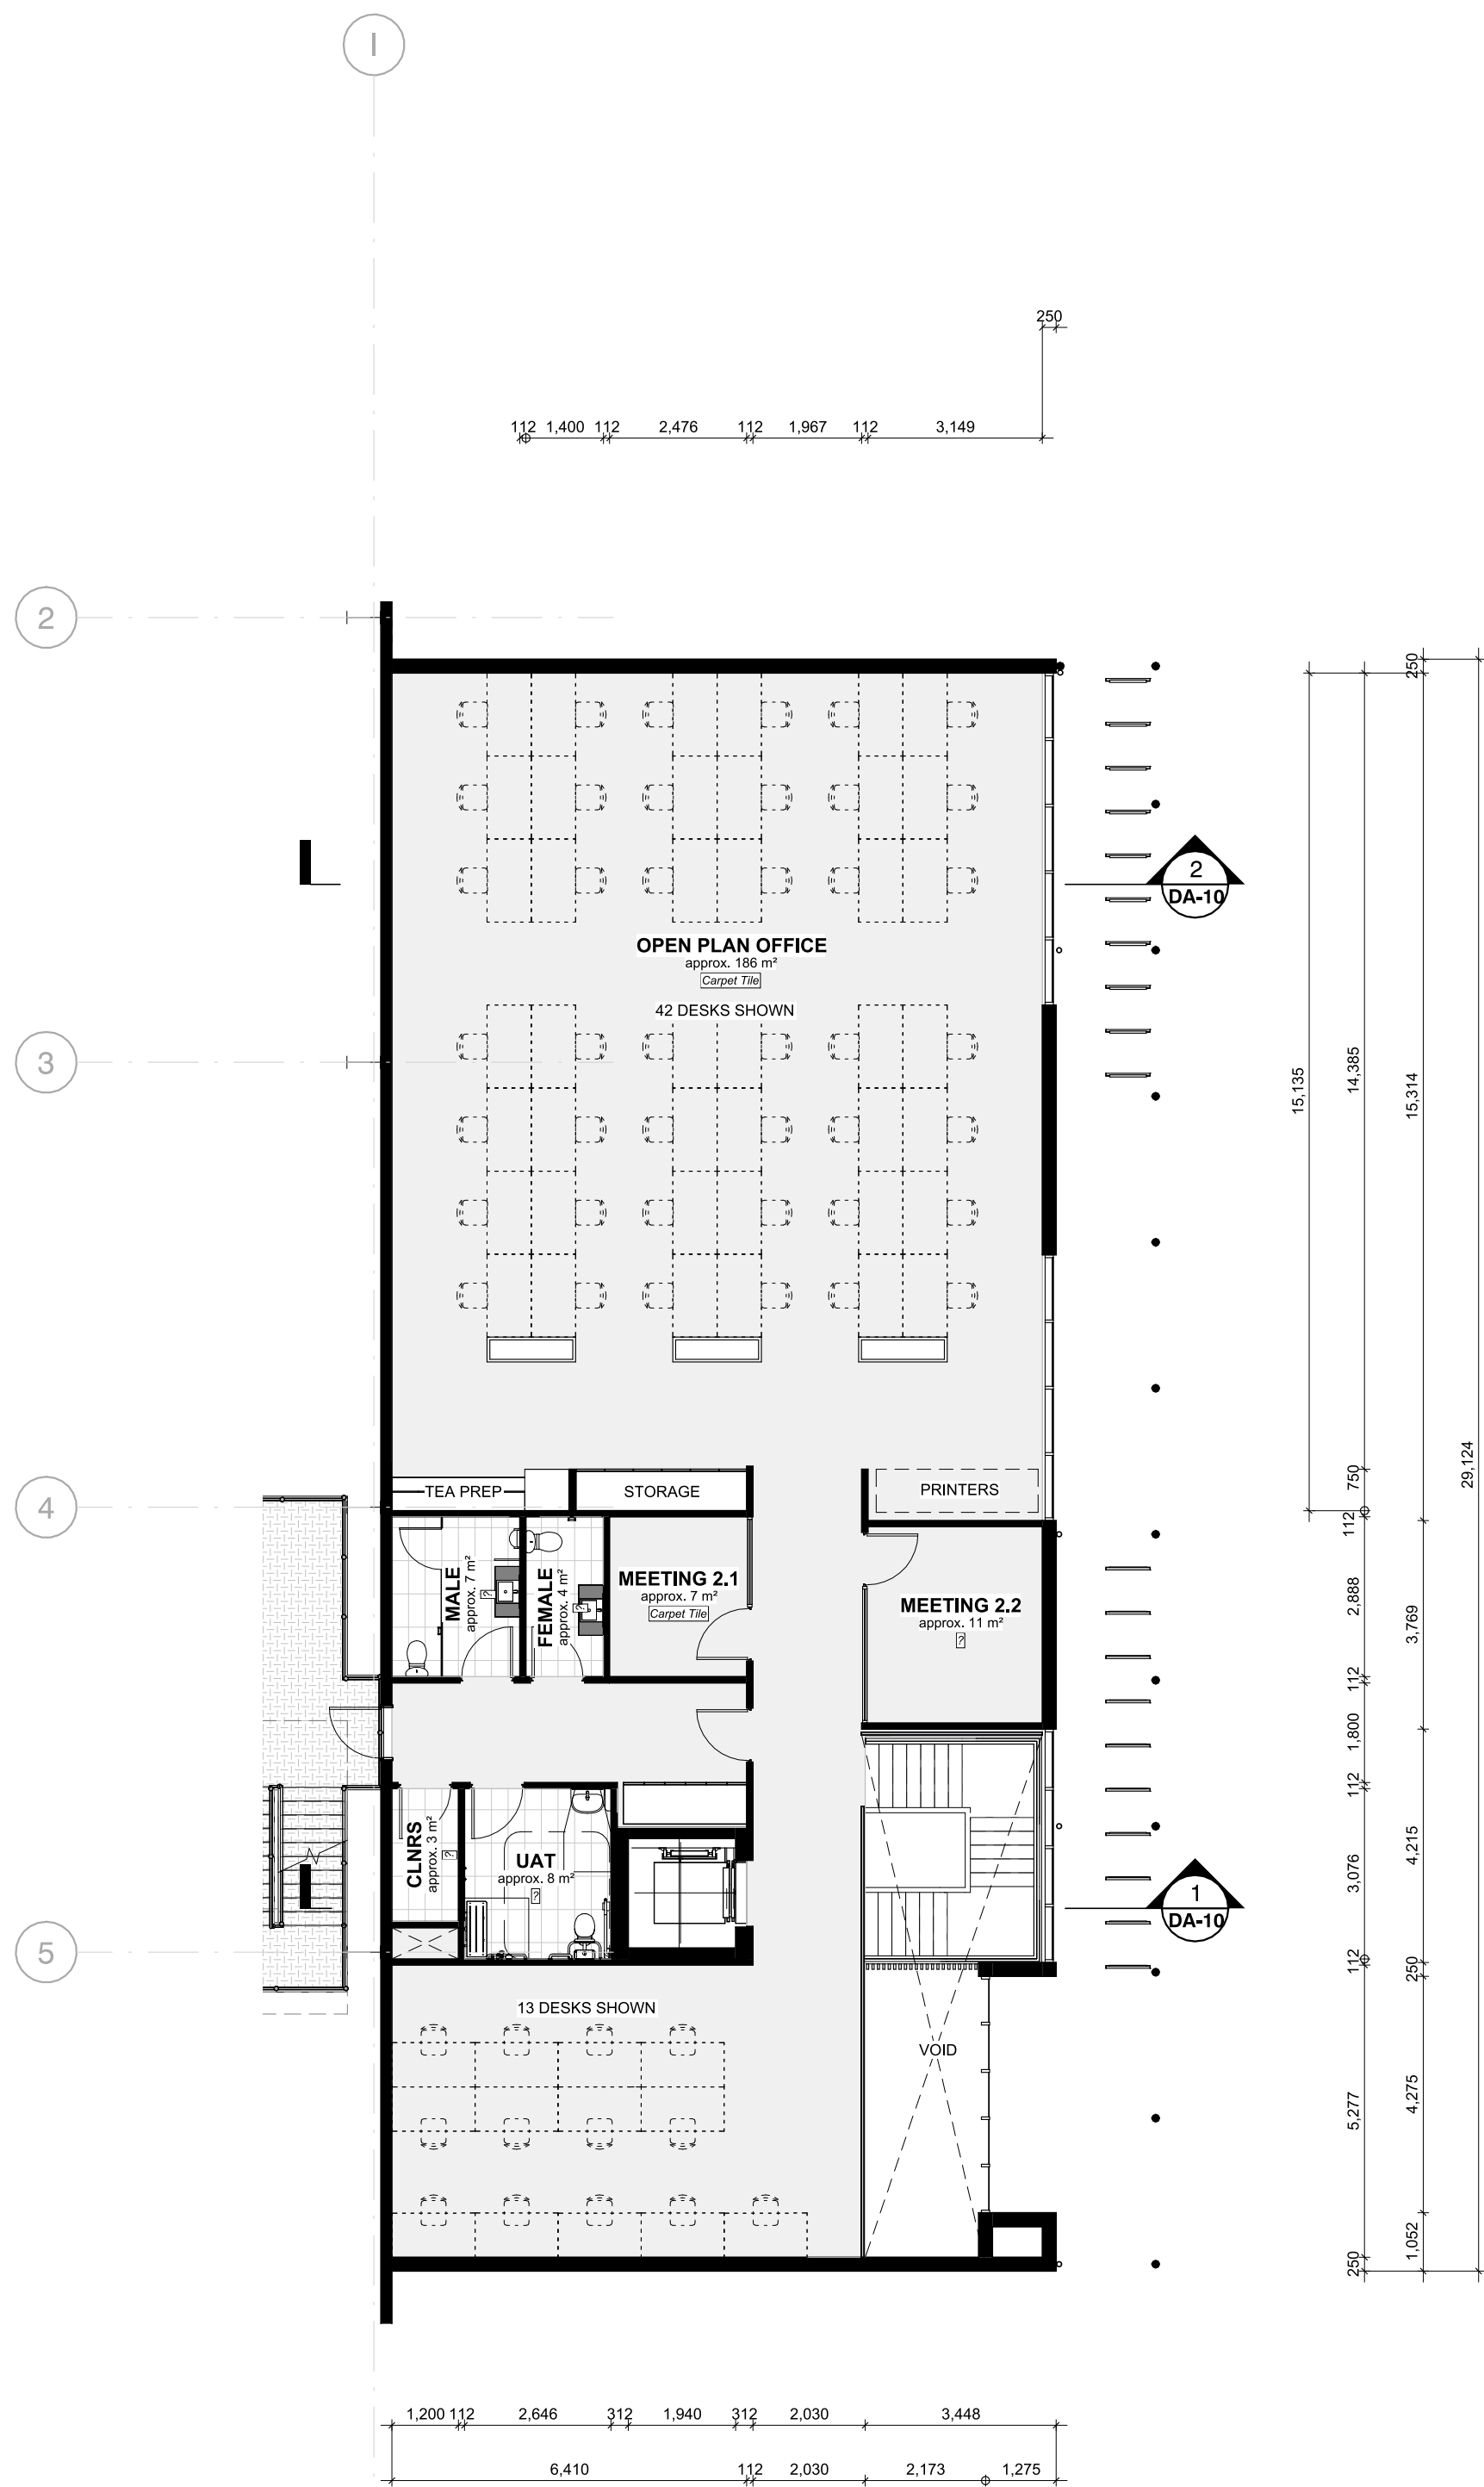 1
250
112 1,400 112 2,476 112 1,967 112 3,149
2
250
2
DA-10
OPEN PLAN OFFICE
approx. 186 m²
Carpet Tile
42 DESKS SHOWN
3
15,135
14,385
15,314
29,124
TEA PREP
STORAGE
PRINTERS
4
750
112
MALE
approx. 7 m²
?
FEMALE
approx. 4 m²
?
MEETING 2.1
approx. 7 m²
Carpet Tile
MEETING 2.2
approx. 11 m²
?
2,888
3,769
112
1,800
112
CLNRS
approx. 3 m²
?
UAT
approx. 8 m²
?
3,076
4,215
1
DA-10
5
112
250
13 DESKS SHOWN
VOID
5,277
4,275
1,052
250
1,200 112 2,646 312 1,940 312 2,030 3,448
6,410 112 2,030 2,173 1,275